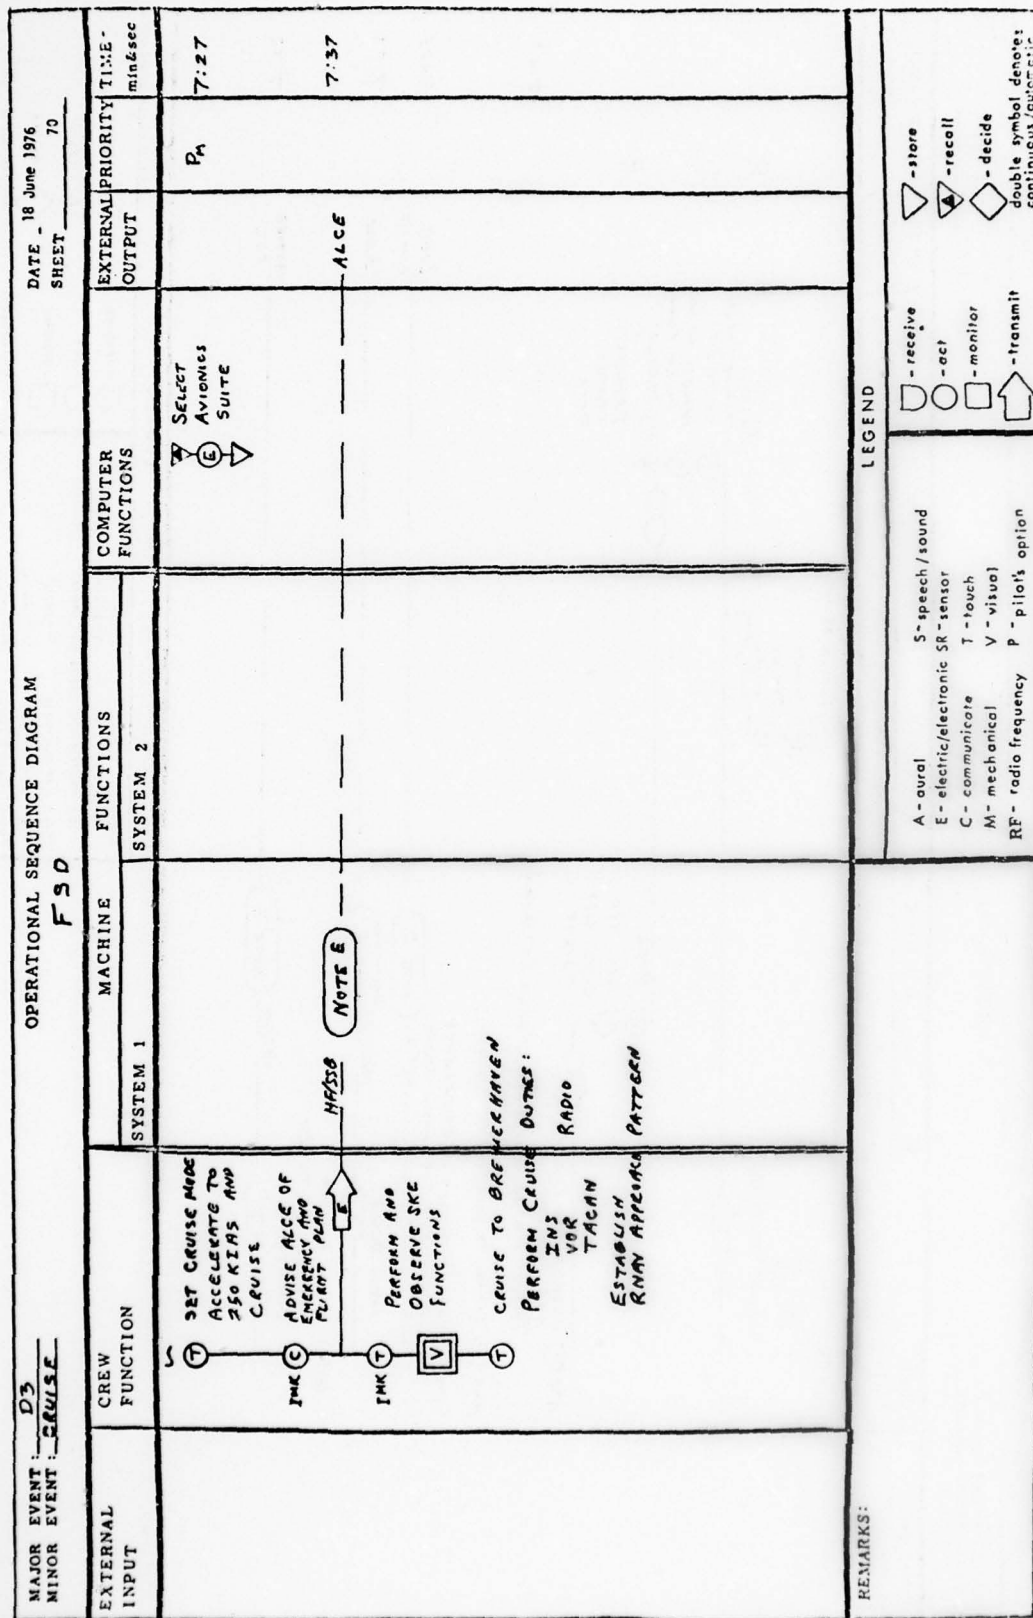 MAJOR EVENT: D3
MINOR EVENT: CRUISE
OPERATIONAL SEQUENCE DIAGRAM
FSD
DATE 18 June 1976
SHEET 70
EXTERNAL INPUT
CREW FUNCTION
MACHINE FUNCTIONS
SYSTEM 1
SYSTEM 2
COMPUTER FUNCTIONS
EXTERNAL OUTPUT
PRIORITY
TIME-
min&sec
T
SET CRUISE MODE
ACCELERATE TO
250 KIAS AND
CRUISE
E
SELECT
AVIONICS
SUITE
PM
7:27
IMK
C
ADVISE ALCE OF
EMERGENCY AND
FLIGHT PLAN
E
HF/SSB
NOTE E
ALCE
7:37
IMK
T
PERFORM AND
OBSERVE SKE
FUNCTIONS
V
T
CRUISE TO BREMERHAVEN
PERFORM CRUISE DUTIES:
INS RADIO
VOR
TACAN
ESTABLISH
RNAV APPROACH PATTERN
REMARKS:
LEGEND
A - aural S - speech/sound
E - electric/electronic SR - sensor
C - communicate T - touch
M - mechanical V - visual
RF - radio frequency P - pilot's option
- receive
- act
- monitor
- transmit
- store
- recall
- decide
double symbol denotes
continuous/automatic